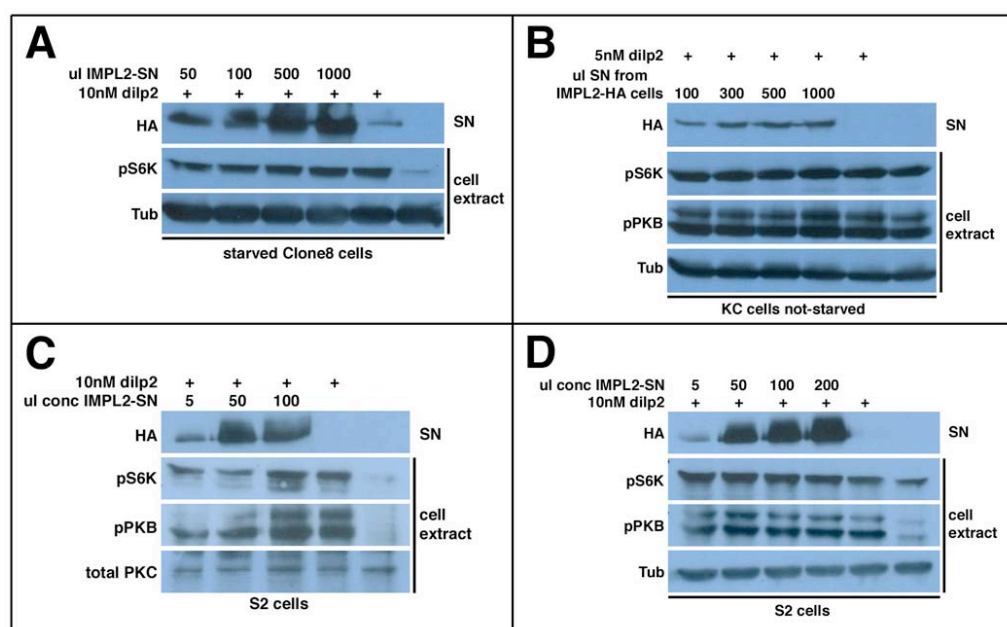 A
ul IMPL2-SN 50 100 500 1000
10nM dilp2 + + + + +
HA SN
pS6K
cell
extract
Tub
starved Clone8 cells
B
5nM dilp2 + + + + +
ul SN from
IMPL2-HA cells 100 300 500 1000
HA SN
pS6K
pPKB cell
extract
Tub
KC cells not-starved
C
10nM dilp2 + + + +
ul conc IMPL2-SN 5 50 100
HA SN
pS6K
pPKB cell
extract
total PKC
S2 cells
D
ul conc IMPL2-SN 5 50 100 200
10nM dilp2 + + + + +
HA SN
pS6K
pPKB cell
extract
Tub
S2 cells